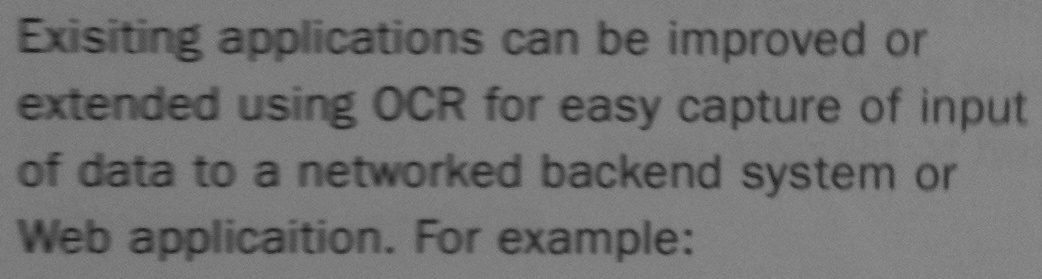 Exisiting applications can be improved or
extended using OCR for easy capture of input
of data to a networked backend system or
Web applicaition. For example: